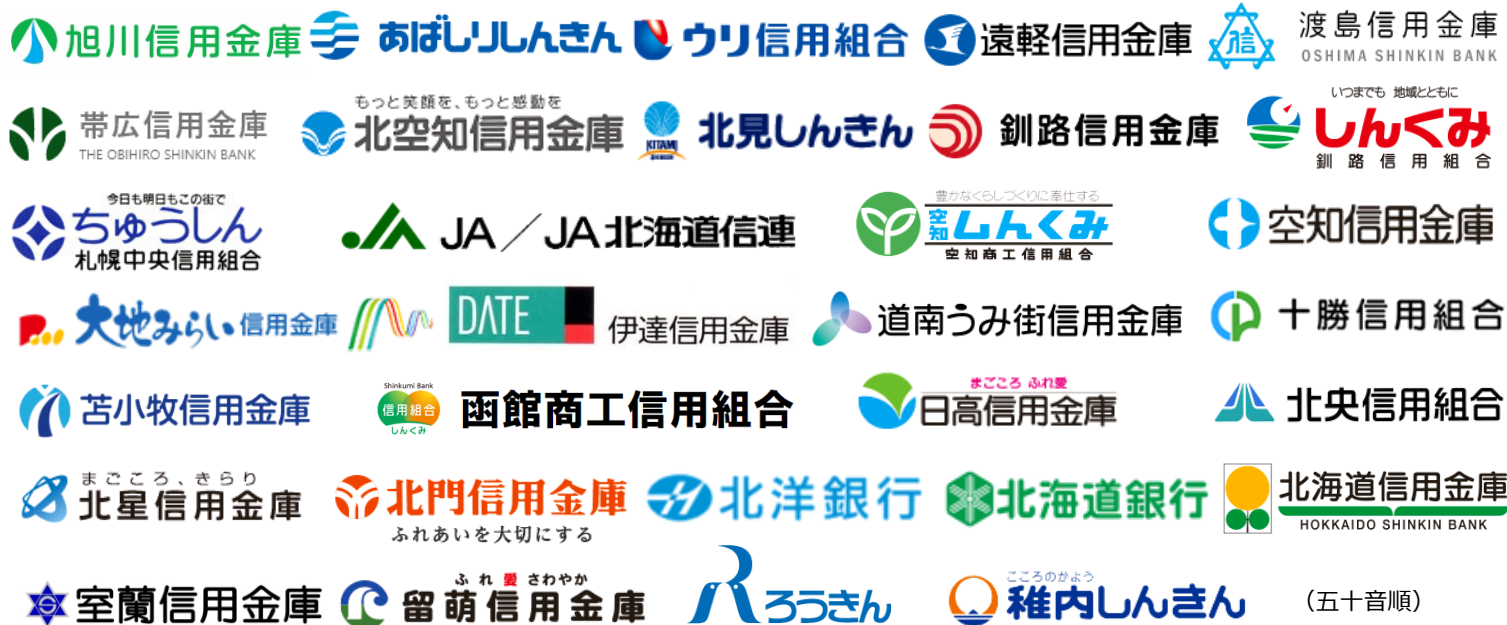 旭川信用金庫
あばしりしんきん
ウリ信用組合
遠軽信用金庫
信
渡島信用金庫
OSHIMA SHINKIN BANK
帯広信用金庫
THE OBIHIRO SHINKIN BANK
もっと笑顔を、もっと感動を
北空知信用金庫
KITAMI
北見しんきん
釧路信用金庫
いつまでも 地域とともに
しんくみ
釧路信用組合
今日も明日もこの街で
ちゅうしん
札幌中央信用組合
JA/JA北海道信連
豊かなくらしづくりに奉仕する
空知しんくみ
空知商工信用組合
空知信用金庫
大地みらい信用金庫
DATE
伊達信用金庫
道南うみ街信用金庫
十勝信用組合
苫小牧信用金庫
Shinkumi Bank
信用組合
しんくみ
函館商工信用組合
まごころ ふれ愛
日高信用金庫
北央信用組合
まごころ、きらり
北星信用金庫
北門信用金庫
ふれあいを大切にする
北洋銀行
北海道銀行
北海道信用金庫
HOKKAIDO SHINKIN BANK
室蘭信用金庫
ふれ愛さわやか
留萌信用金庫
ろうきん
こころのかよう
稚内しんきん
(五十音順)